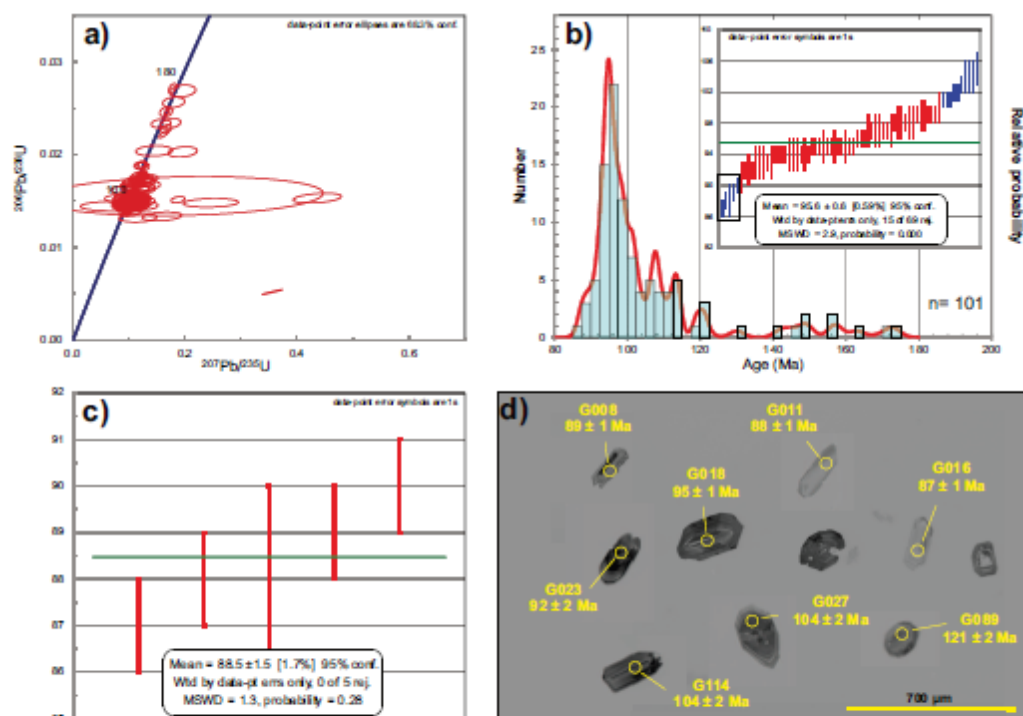 a)
data-point error ellipses are 68.3% conf.
180
0.03
0.02
0.01
0.00
0.0
0.2
0.4
0.6
206Pb/238U
207Pb/235U
b)
data-point error symbols are 1s
Number
Relative probability
25
20
15
10
5
0
80
100
120
140
160
180
200
Age (Ma)
n= 101
102
98
94
86
82
Mean = 95.6 ± 0.6 [0.59%] 95% conf.
Wtd by data-pt errs only, 15 of 69 rej.
MSWD = 2.9, probability = 0.000
c)
data-point error symbols are 1s
92
91
90
89
88
87
86
Mean = 88.5±1.5 [1.7%] 95% conf.
Wtd by data-pt errs only, 0 of 5 rej.
MSWD = 1.3, probability = 0.28
d)
G008
89 ± 1 Ma
G011
88 ± 1 Ma
G018
95 ± 1 Ma
G016
87 ± 1 Ma
G023
92 ± 2 Ma
G027
104 ± 2 Ma
G089
121 ± 2 Ma
G114
104 ± 2 Ma
700 µm